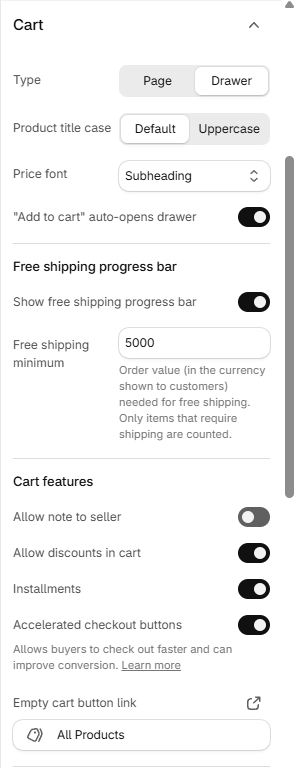 Cart
Type
Page
Drawer
Product title case
Default
Uppercase
Price font
Subheading
"Add to cart" auto-opens drawer
Free shipping progress bar
Show free shipping progress bar
Free shipping
minimum
5000
Order value (in the currency
shown to customers)
needed for free shipping.
Only items that require
shipping are counted.
Cart features
Allow note to seller
Allow discounts in cart
Installments
Accelerated checkout buttons
Allows buyers to check out faster and can
improve conversion. Learn more
Empty cart button link
All Products